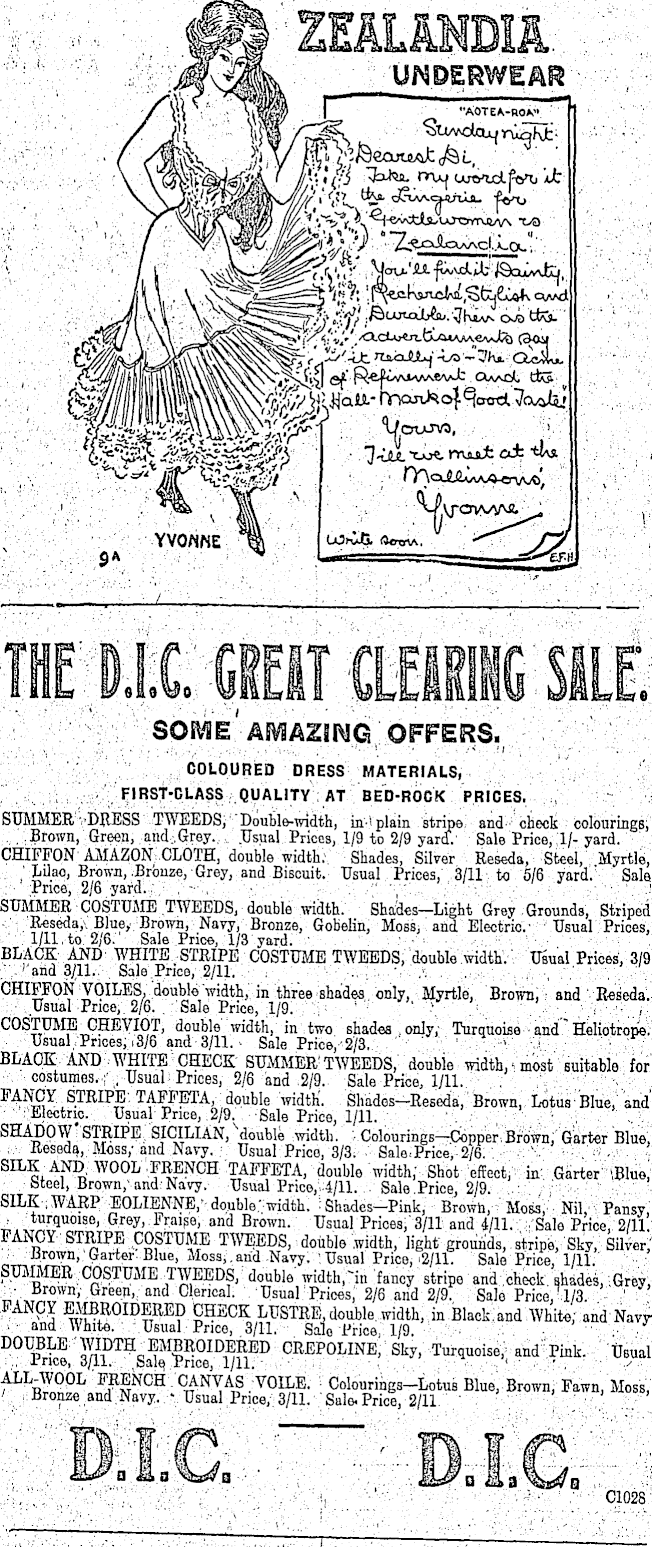 ZEALANDIA
UNDERWEAR
"AOTEA-ROA"
Sunday night:
Dearest Di,
Take my word for it
the Lingerie for
Gentlewomen is
"Zealandia".
You'll find it Dainty,
Recherché, Stylish and
Durable. Then as the
advertisements say
it really is—"The Acme
of Refinement and the
Hall-Mark of Good Taste!"
Yours,
Till we meet at the
Mallinsons',
Yvonne
Write soon.
E.F.H
YVONNE
9A
THE D.I.C. GREAT CLEARING SALE.
SOME AMAZING OFFERS.
COLOURED DRESS MATERIALS,
FIRST-CLASS QUALITY AT BED-ROCK PRICES.
SUMMER DRESS TWEEDS, Double-width, in plain stripe and check colourings,
Brown, Green, and Grey. Usual Prices, 1/9 to 2/9 yard. Sale Price, 1/- yard.
CHIFFON AMAZON CLOTH, double width. Shades, Silver Reseda, Steel, Myrtle,
Lilac, Brown, Bronze, Grey, and Biscuit. Usual Prices, 3/11 to 5/6 yard. Sale
Price, 2/6 yard.
SUMMER COSTUME TWEEDS, double width. Shades—Light Grey Grounds, Striped
Reseda, Blue, Brown, Navy, Bronze, Gobelin, Moss, and Electric. Usual Prices,
1/11 to 2/6. Sale Price, 1/3 yard.
BLACK AND WHITE STRIPE COSTUME TWEEDS, double width. Usual Prices, 3/9
and 3/11. Sale Price, 2/11.
CHIFFON VOILES, double width, in three shades only, Myrtle, Brown, and Reseda.
Usual Price, 2/6. Sale Price, 1/9.
COSTUME CHEVIOT, double width, in two shades only, Turquoise and Heliotrope.
Usual Prices, 3/6 and 3/11. Sale Price, 2/3.
BLACK AND WHITE CHECK SUMMER TWEEDS, double width, most suitable for
costumes. Usual Prices, 2/6 and 2/9. Sale Price, 1/11.
FANCY STRIPE TAFFETA, double width. Shades—Reseda, Brown, Lotus Blue, and
Electric. Usual Price, 2/9. Sale Price, 1/11.
SHADOW STRIPE SICILIAN, double width. Colourings—Copper Brown, Garter Blue,
Reseda, Moss, and Navy. Usual Price, 3/3. Sale Price, 2/6.
SILK AND WOOL FRENCH TAFFETA, double width, Shot effect, in Garter Blue,
Steel, Brown, and Navy. Usual Price, 4/11. Sale Price, 2/9.
SILK WARP EOLIENNE, double width. Shades—Pink, Brown, Moss, Nil, Pansy,
turquoise, Grey, Fraise, and Brown. Usual Prices, 3/11 and 4/11. Sale Price, 2/11.
FANCY STRIPE COSTUME TWEEDS, double width, light grounds, stripe, Sky, Silver,
Brown, Garter Blue, Moss, and Navy. Usual Price, 2/11. Sale Price, 1/11.
SUMMER COSTUME TWEEDS, double width, in fancy stripe and check shades, Grey,
Brown, Green, and Clerical. Usual Prices, 2/6 and 2/9. Sale Price, 1/3.
FANCY EMBROIDERED CHECK LUSTRE, double width, in Black and White, and Navy
and White. Usual Price, 3/11. Sale Price, 1/9.
DOUBLE WIDTH EMBROIDERED CREPOLINE, Sky, Turquoise, and Pink. Usual
Price, 3/11. Sale Price, 1/11.
ALL-WOOL FRENCH CANVAS VOILE. Colourings—Lotus Blue, Brown, Fawn, Moss,
Bronze and Navy. Usual Price, 3/11. Sale Price, 2/11
D.I.C. D.I.C.
C1028